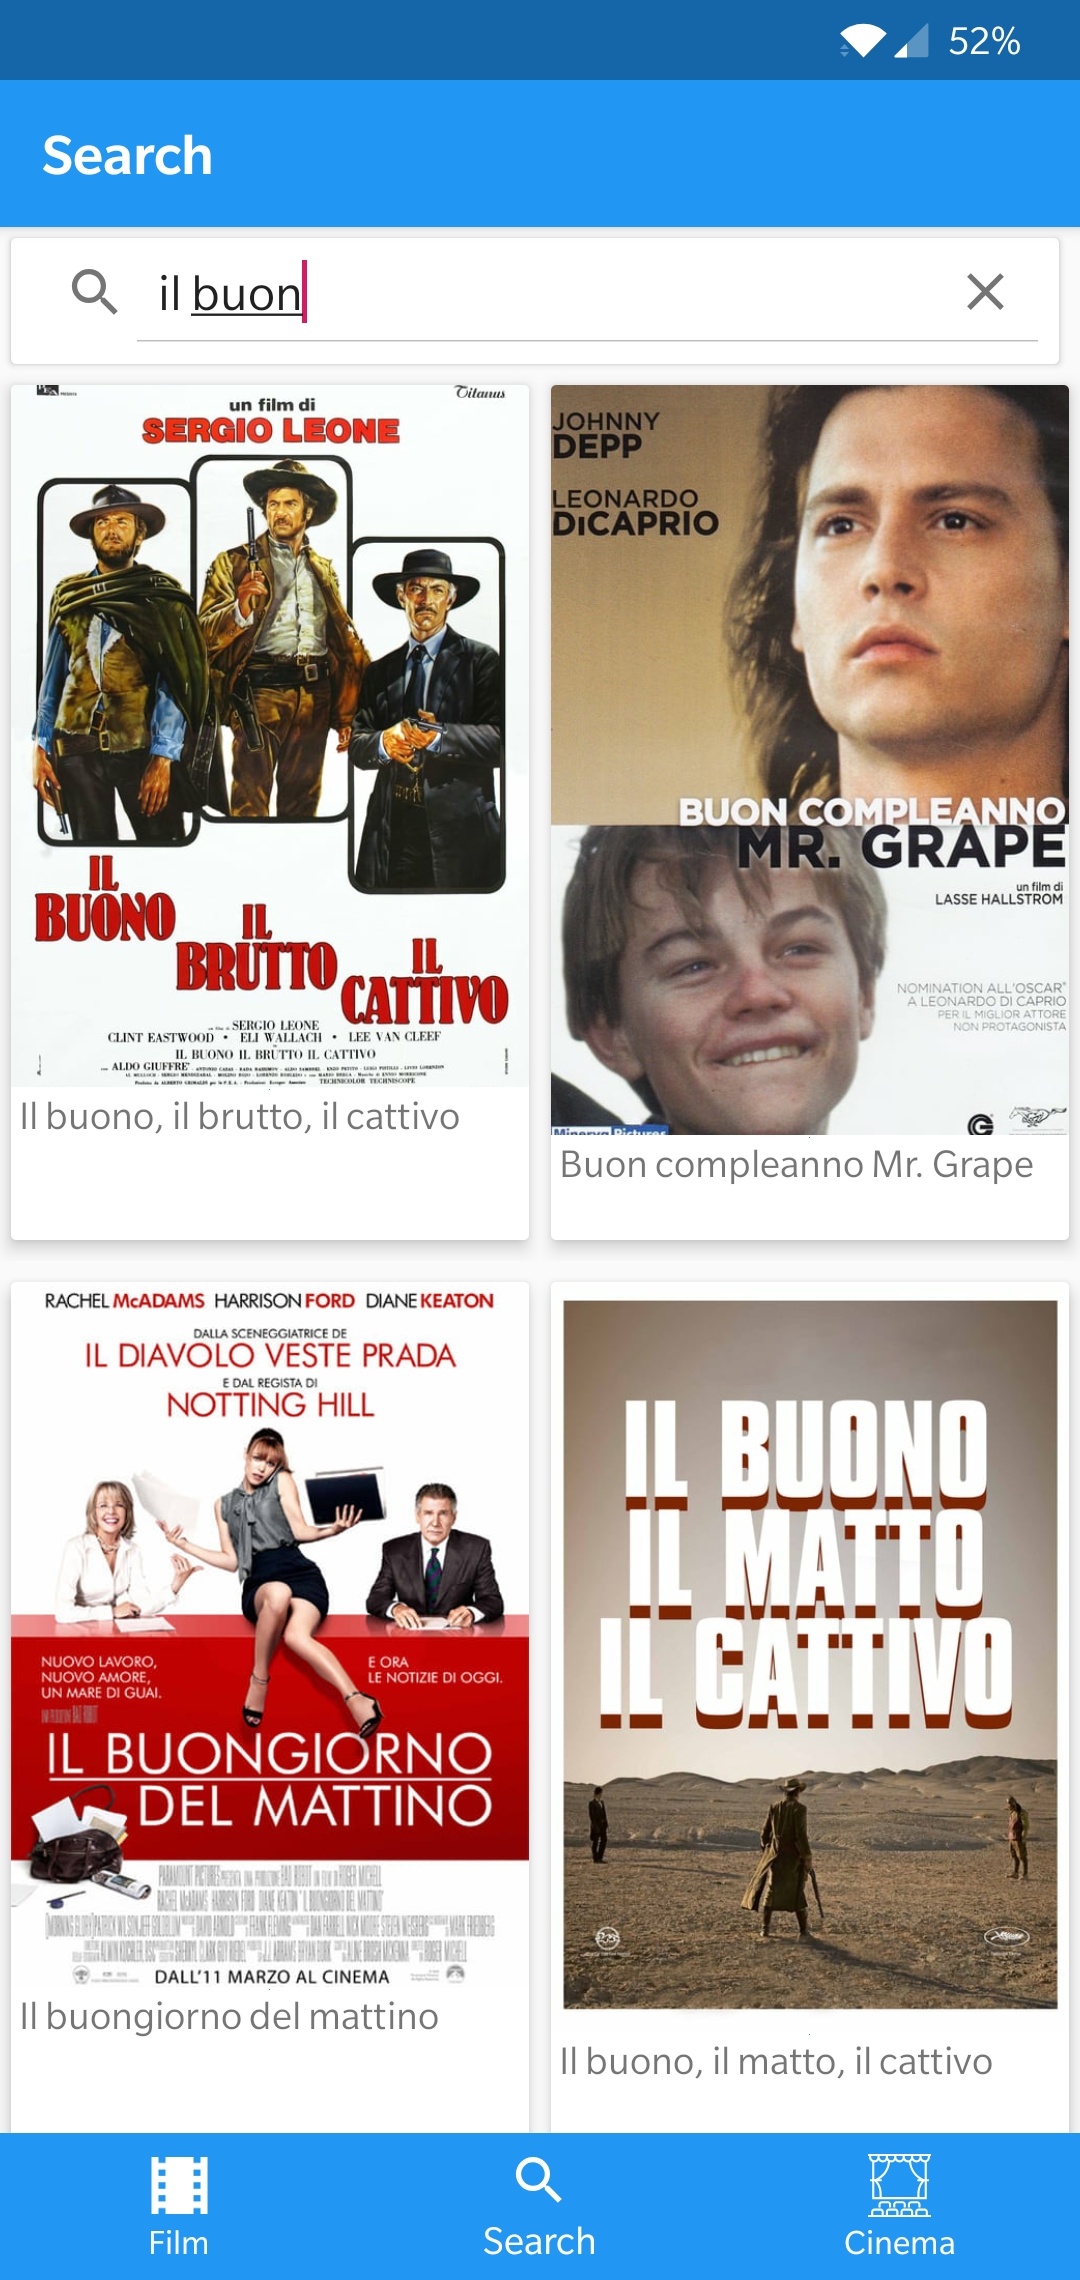 52%
Search
il buon
Titanus
un film di
SERGIO LEONE
IL
BUONO
IL
BRUTTO
IL
CATTIVO
SERGIO LEONE
CLINT EASTWOOD • ELI WALLACH • LEE VAN CLEEF
IL BUONO IL BRUTTO IL CATTIVO
ALDO GIUFFRE'
TECHNICOLOR TECHNISCOPE
Il buono, il brutto, il cattivo
JOHNNY
DEPP
LEONARDO
DiCAPRIO
BUON COMPLEANNO
MR. GRAPE
un film di
LASSE HALLSTROM
NOMINATION ALL'OSCAR®
A LEONARDO DI CAPRIO
PER IL MIGLIOR ATTORE
NON PROTAGONISTA
Minerva Pictures
Buon compleanno Mr. Grape
RACHEL McADAMS HARRISON FORD DIANE KEATON
DALLA SCENEGGIATRICE DE
IL DIAVOLO VESTE PRADA
E DAL REGISTA DI
NOTTING HILL
NUOVO LAVORO,
NUOVO AMORE,
UN MARE DI GUAI.
E ORA
LE NOTIZIE DI OGGI.
IL BUONGIORNO
DEL MATTINO
DALL'11 MARZO AL CINEMA
Il buongiorno del mattino
IL BUONO
IL MATTO
IL CATTIVO
Il buono, il matto, il cattivo
Film
Search
Cinema